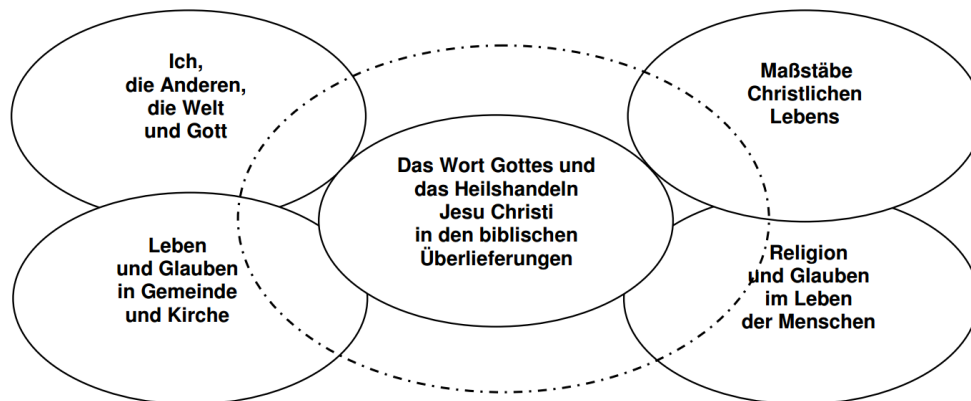 Ich,
die Anderen,
die Welt
und Gott
Maßstäbe
Christlichen
Lebens
Das Wort Gottes und
das Heilshandeln
Jesu Christi
in den biblischen
Überlieferungen
Leben
und Glauben
in Gemeinde
und Kirche
Religion
und Glauben
im Leben
der Menschen